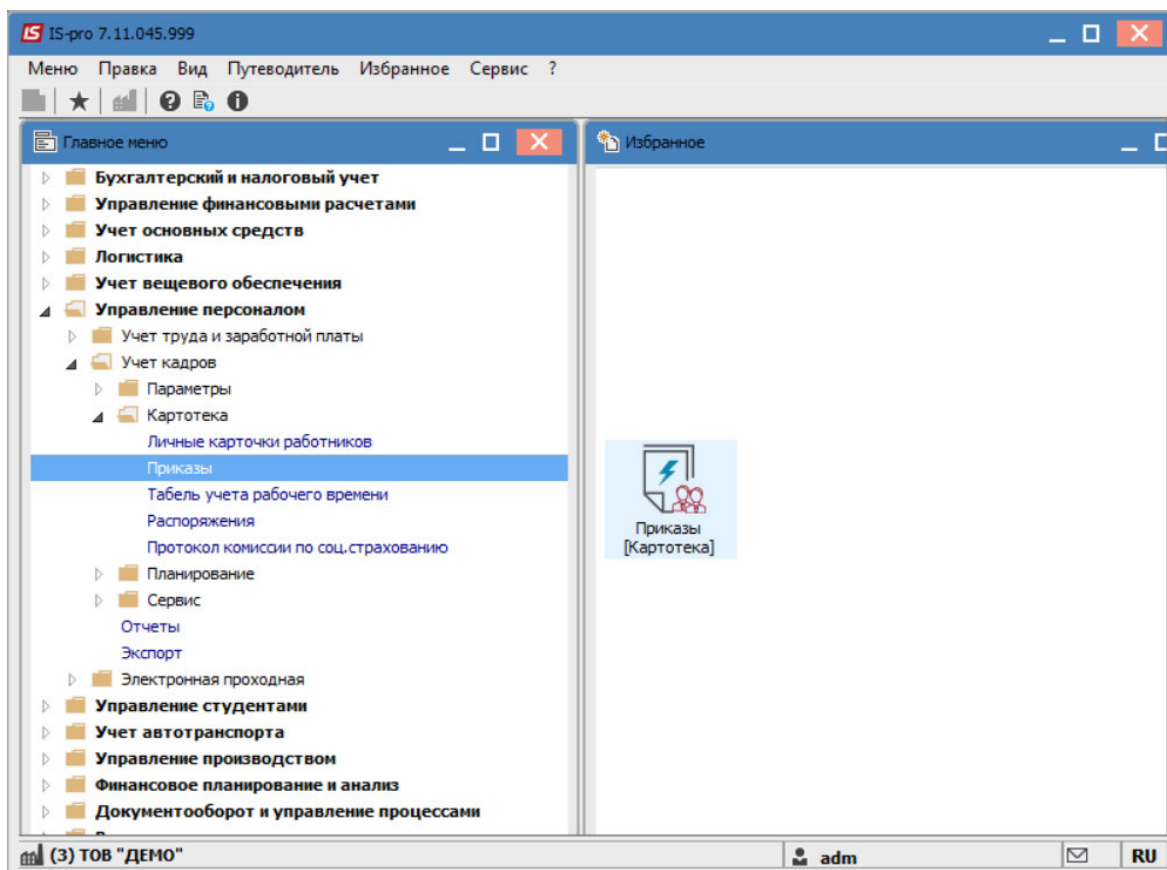 IS IS-pro 7.11.045.999
Меню Правка Вид Путеводитель Избранное Сервис ?
Главное меню
Бухгалтерский и налоговый учет
Управление финансовыми расчетами
Учет основных средств
Логистика
Учет вещевого обеспечения
Управление персоналом
Учет труда и заработной платы
Учет кадров
Параметры
Картотека
Личные карточки работников
Приказы
Табель учета рабочего времени
Распоряжения
Протокол комиссии по соц.страхованию
Планирование
Сервис
Отчеты
Экспорт
Электронная проходная
Управление студентами
Учет автотранспорта
Управление производством
Финансовое планирование и анализ
Документооборот и управление процессами
Избранное
Приказы
[Картотека]
(3) ТОВ "ДЕМО" adm RU